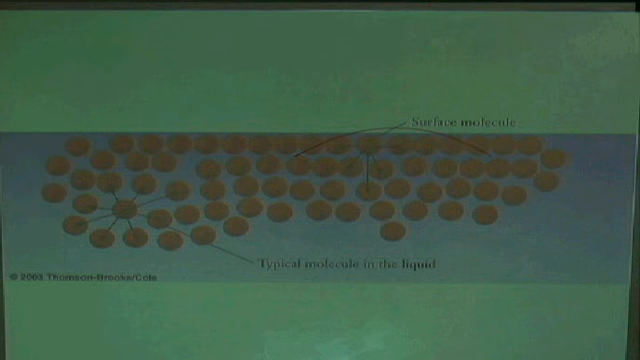 Surface molecule
Typical molecule in the liquid
© 2003 Thomson-Brooks/Cole